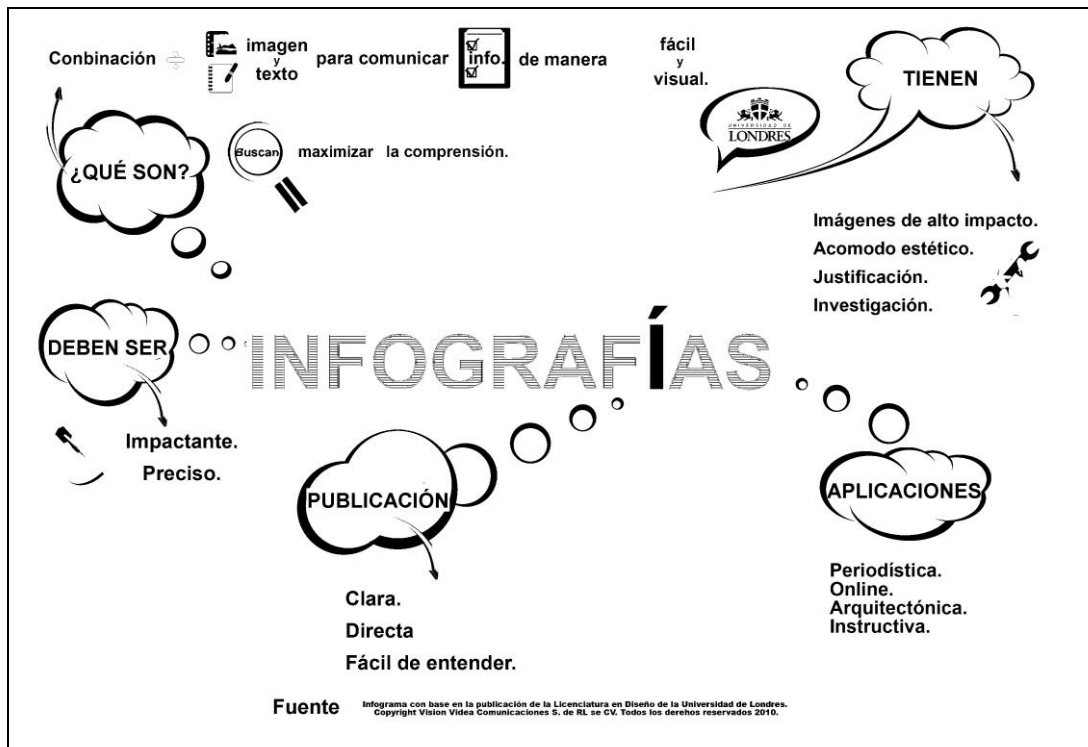 Conbinación ÷ imagen y texto para comunicar info. de manera fácil y visual.
¿QUÉ SON?
Buscan maximizar la comprensión.
UNIVERSIDAD DE
LONDRES
TIENEN
Imágenes de alto impacto.
Acomodo estético.
Justificación.
Investigación.
DEBEN SER
Impactante.
Preciso.
INFOGRAFÍAS
PUBLICACIÓN
Clara.
Directa
Fácil de entender.
APLICACIONES
Periodística.
Online.
Arquitectónica.
Instructiva.
Fuente
Infograma con base en la publicación de la Licenciatura en Diseño de la Universidad de Londres.
Copyright Vision Videa Comunicaciones S. de RL se CV. Todos los derehos reservados 2010.